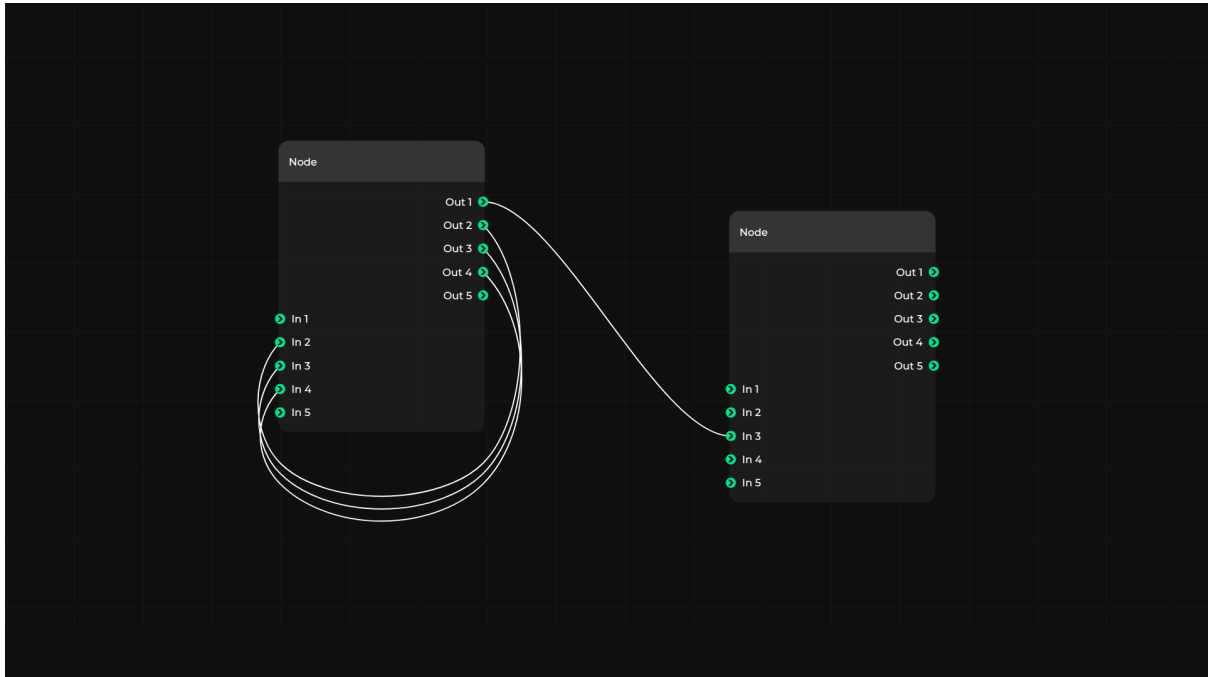 Node
Out 1
Out 2
Out 3
Out 4
Out 5
In 1
In 2
In 3
In 4
In 5
Node
Out 1
Out 2
Out 3
Out 4
Out 5
In 1
In 2
In 3
In 4
In 5